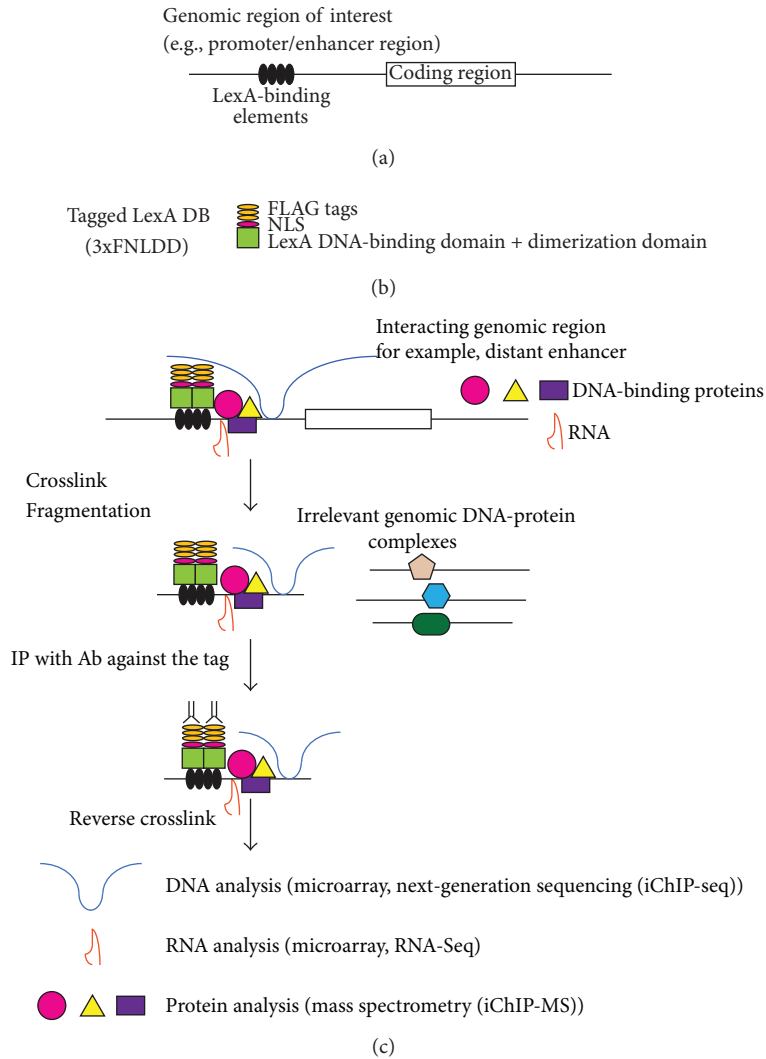 Genomic region of interest
(e.g., promoter/enhancer region)
Coding region
LexA-binding
elements
(a)
Tagged LexA DB
(3xFNLDD)
FLAG tags
NLS
LexA DNA-binding domain + dimerization domain
(b)
Interacting genomic region
for example, distant enhancer
DNA-binding proteins
RNA
Crosslink
Fragmentation
Irrelevant genomic DNA-protein
complexes
IP with Ab against the tag
Reverse crosslink
DNA analysis (microarray, next-generation sequencing (iChIP-seq))
RNA analysis (microarray, RNA-Seq)
Protein analysis (mass spectrometry (iChIP-MS))
(c)